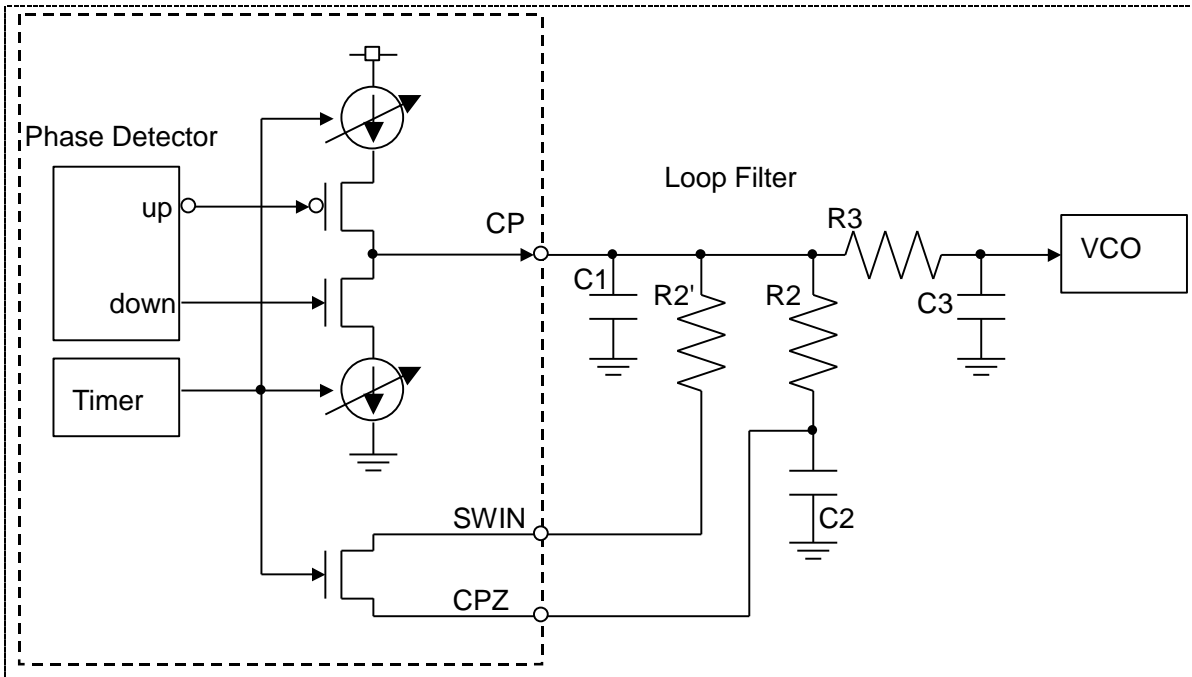 Phase Detector
up
down
Timer
CP
SWIN
CPZ
Loop Filter
C1
R2'
R2
C2
R3
C3
VCO